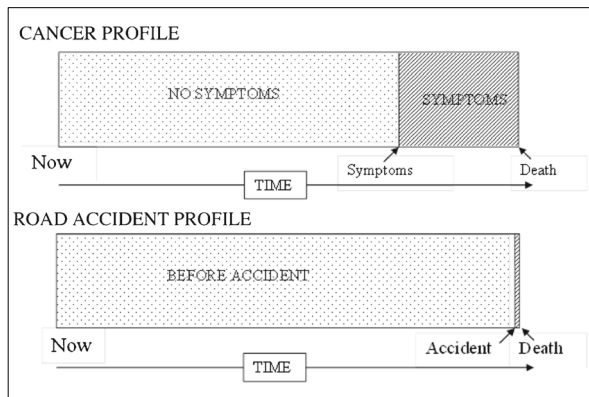 CANCER PROFILE
NO SYMPTOMS
SYMPTOMS
Now
Symptoms
Death
TIME
ROAD ACCIDENT PROFILE
BEFORE ACCIDENT
Now
Accident
Death
TIME